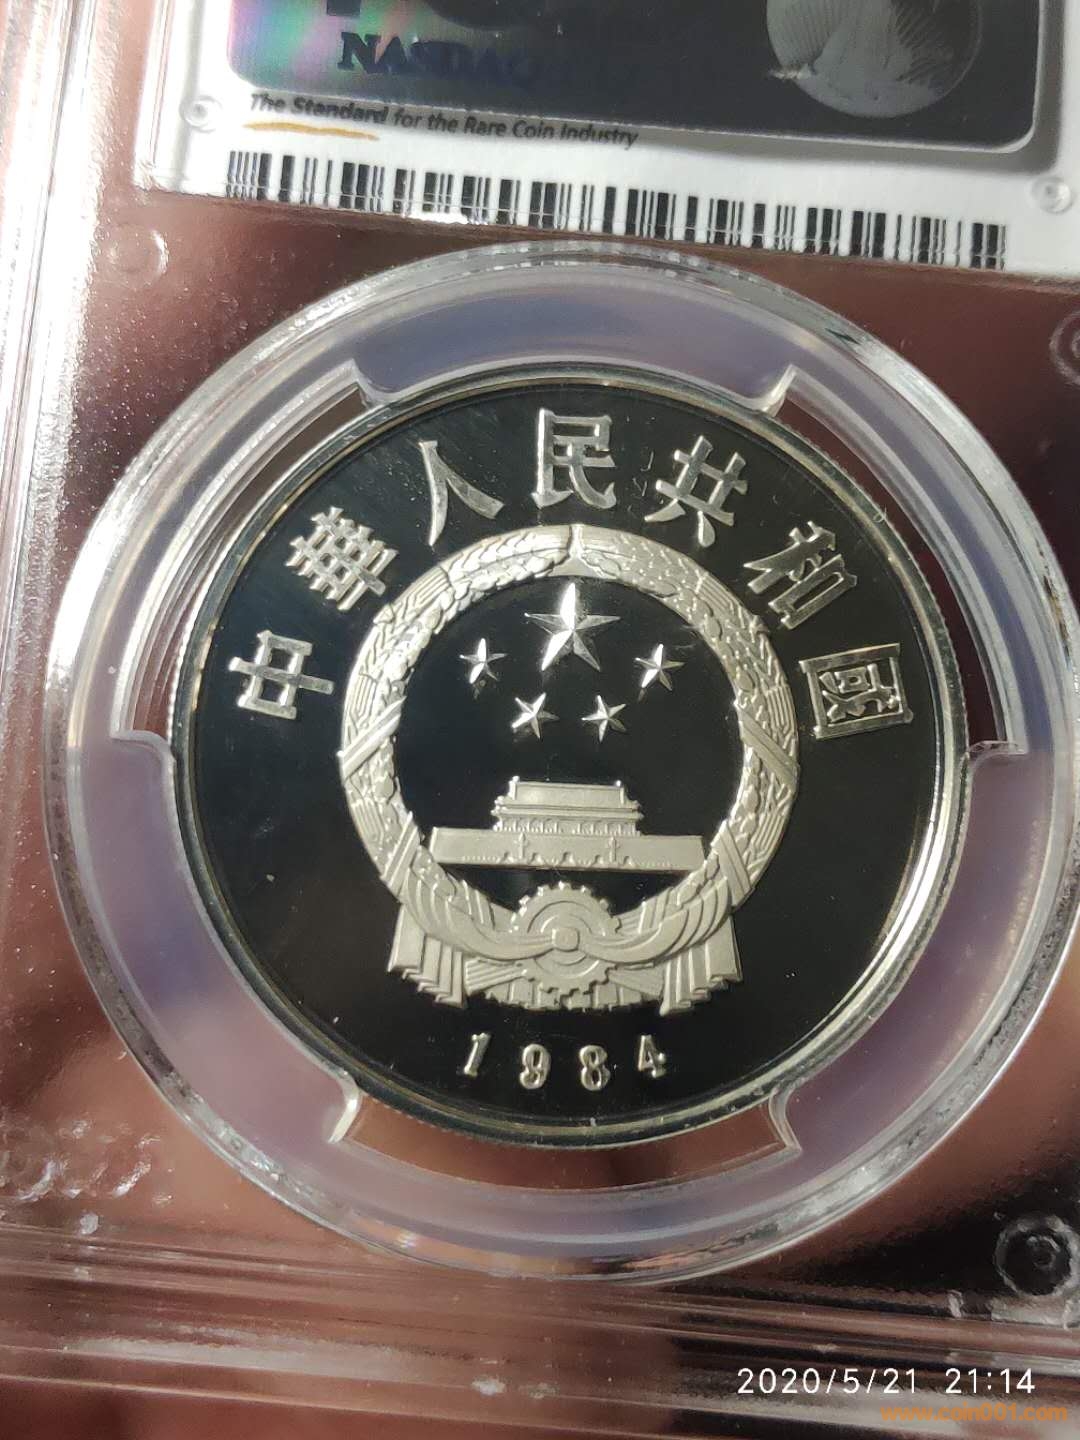 NASDAQ
The Standard for the Rare Coin Industry
中華人民共和國
1984
2020/5/21 21:14
www.coin001.com